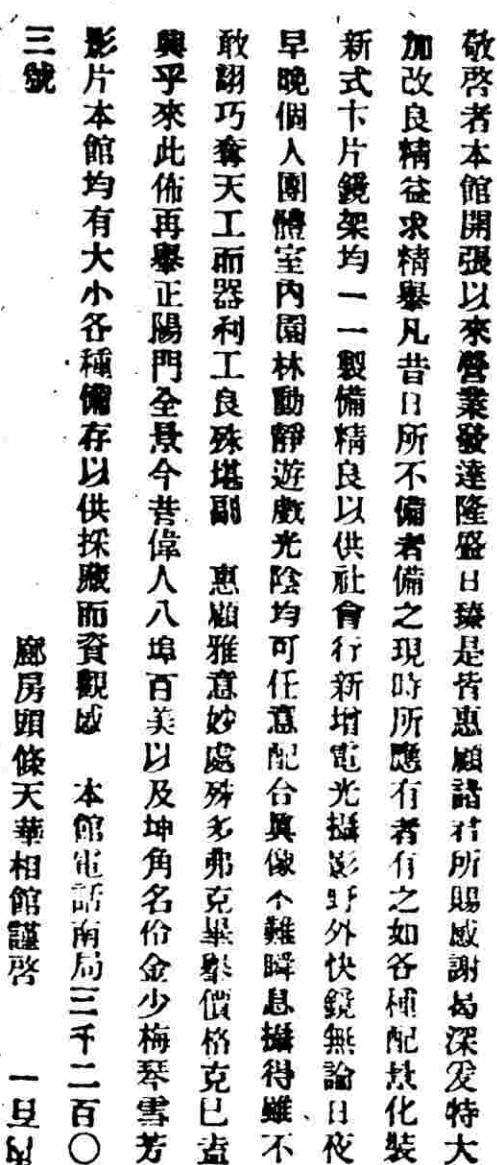 敬啓者本館開張以來營業發達隆盛日臻是皆惠顧諸君所賜感謝曷深爰特大
加改良精益求精舉凡昔日所不備者備之現時所應有者有之如各種配景化裝
新式卡片鏡架均一一製備精良以供社會行新增電光攝影野外快鏡無論日夜
早晚個人團體室內園林動靜遊戲光陰均可任意配合眞像不難瞬息攝得雖不
敢詡巧奪天工而器利工良殊堪副 惠顧雅意妙處殊多弗克畢舉價格克已盍
興乎來此佈再舉正陽門全景今昔偉人八埠百美以及坤角名伶金少梅琴雪芳
影片本館均有大小各種備存以供採藏而資觀感 本館電話南局三千二百〇
三號 廊房頭條天華相館謹啓 一旦內